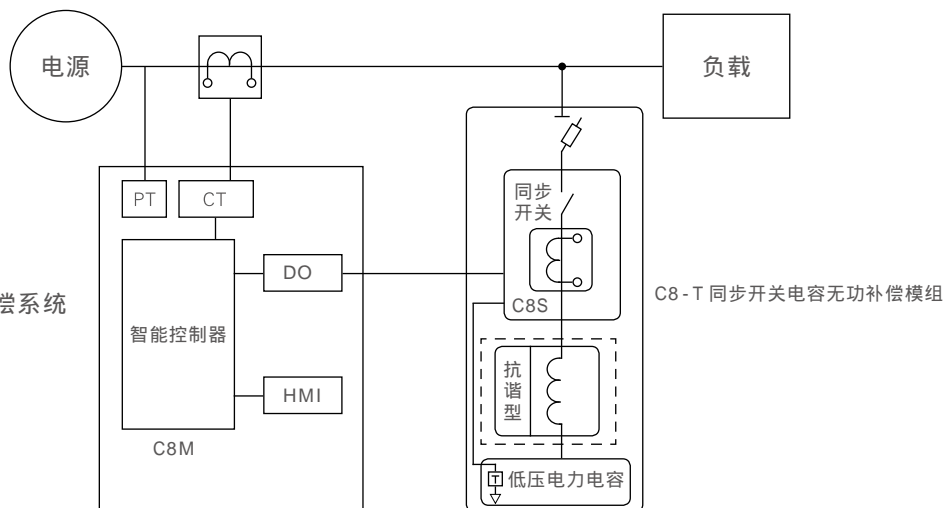 电源
负载
PT
CT
同步
开关
DO
C8S
偿系统
智能控制器
C8-T 同步开关电容无功补偿模组
抗
谐
型
HMI
C8M
T
低压电力电容